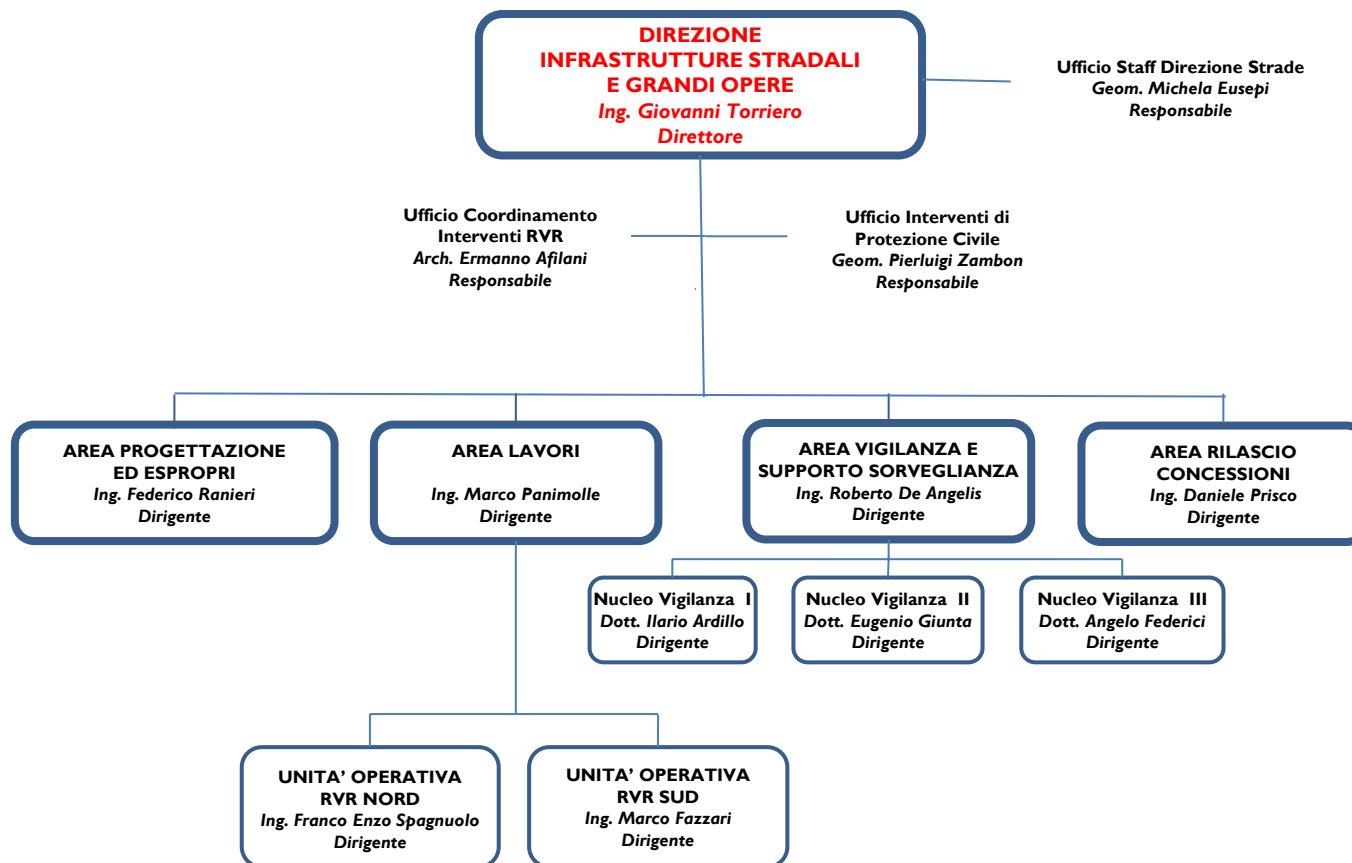 DIREZIONE
INFRASTRUTTURE STRADALI
E GRANDI OPERE
Ing. Giovanni Torriero
Direttore
Ufficio Staff Direzione Strade
Geom. Michela Eusepi
Responsabile
Ufficio Coordinamento
Interventi RVR
Arch. Ermanno Afilani
Responsabile
Ufficio Interventi di
Protezione Civile
Geom. Pierluigi Zambon
Responsabile
AREA PROGETTAZIONE
ED ESPROPRI
Ing. Federico Ranieri
Dirigente
AREA LAVORI
Ing. Marco Panimolle
Dirigente
AREA VIGILANZA E
SUPPORTO SORVEGLIANZA
Ing. Roberto De Angelis
Dirigente
AREA RILASCIO
CONCESSIONI
Ing. Daniele Prisco
Dirigente
Nucleo Vigilanza I
Dott. Ilario Ardillo
Dirigente
Nucleo Vigilanza II
Dott. Eugenio Giunta
Dirigente
Nucleo Vigilanza III
Dott. Angelo Federici
Dirigente
UNITA’ OPERATIVA
RVR NORD
Ing. Franco Enzo Spagnuolo
Dirigente
UNITA’ OPERATIVA
RVR SUD
Ing. Marco Fazzari
Dirigente